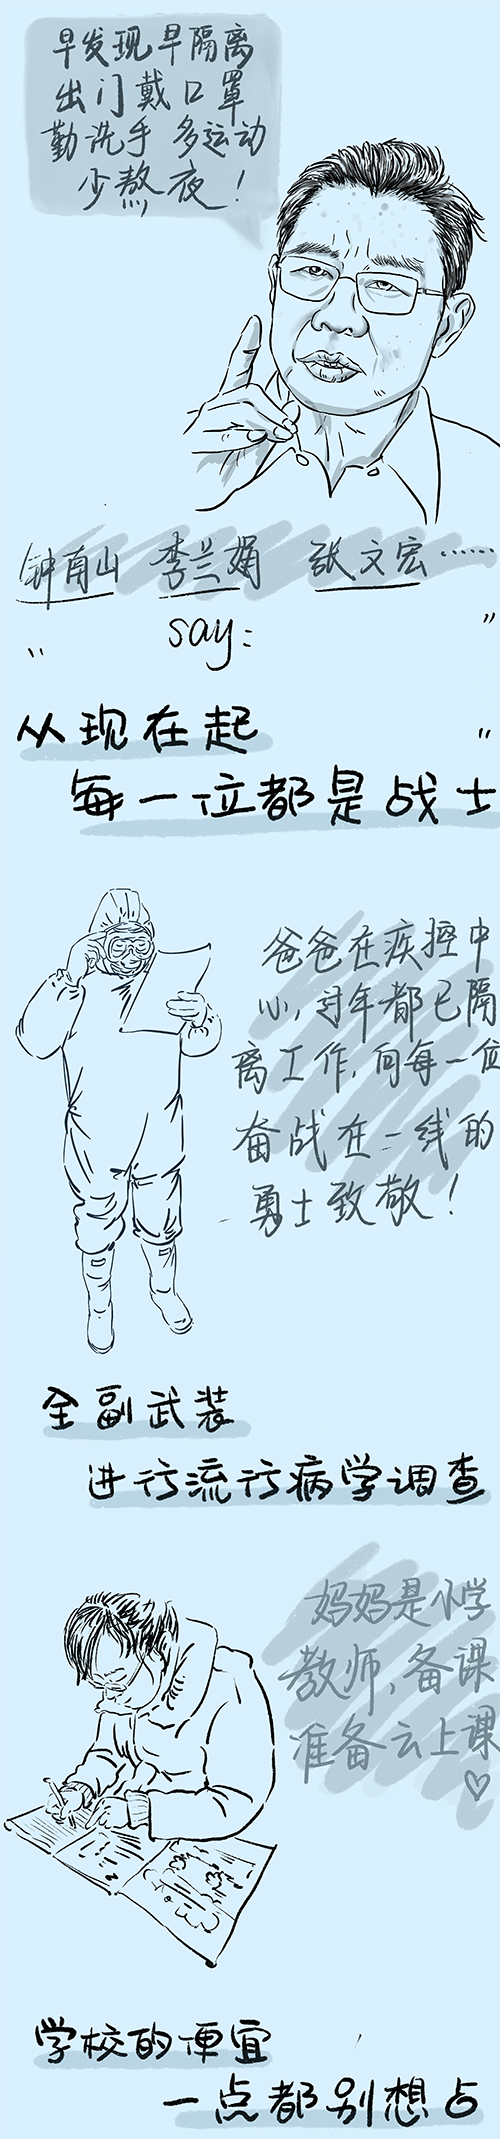 早发现早隔离
出门戴口罩
勤洗手 多运动
少熬夜！
钟南山 李兰娟 张文宏……
say：
“ ”
从现在起 ”
每一位都是战士
爸爸在疾控中
心，过年都已隔
离工作，向每一位
奋战在一线的
勇士致敬！
全副武装
进行流行病学调查
妈妈是小学
教师，备课
准备云上课
♡
学校的便宜
一点都别想占